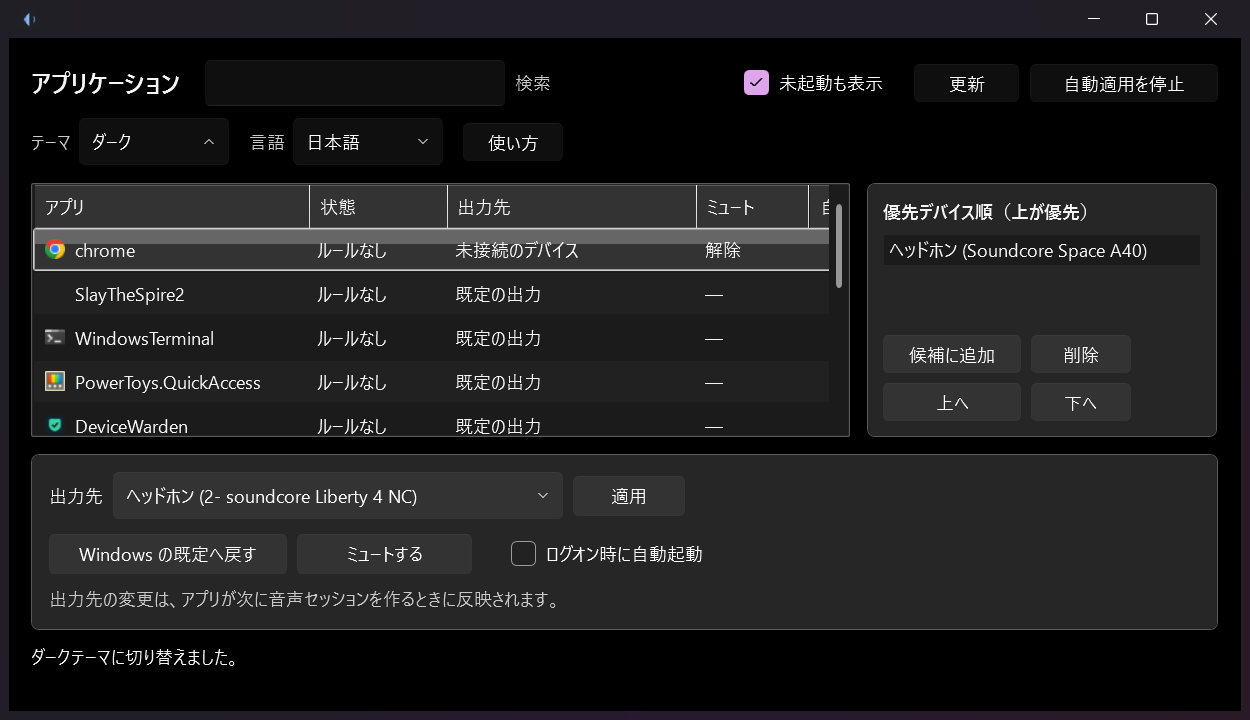 アプリケーション 検索 未起動も表示 更新 自動適用を停止
テーマ ダーク 言語 日本語 使い方
アプリ 状態 出力先 ミュート
chrome ルールなし 未接続のデバイス 解除
SlayTheSpire2 ルールなし 既定の出力 —
WindowsTerminal ルールなし 既定の出力 —
PowerToys.QuickAccess ルールなし 既定の出力 —
DeviceWarden ルールなし 既定の出力 —
優先デバイス順（上が優先）
ヘッドホン (Soundcore Space A40)
候補に追加 削除
上へ 下へ
出力先 ヘッドホン (2- soundcore Liberty 4 NC) 適用
Windows の既定へ戻す ミュートする ログオン時に自動起動
出力先の変更は、アプリが次に音声セッションを作るときに反映されます。
ダークテーマに切り替えました。